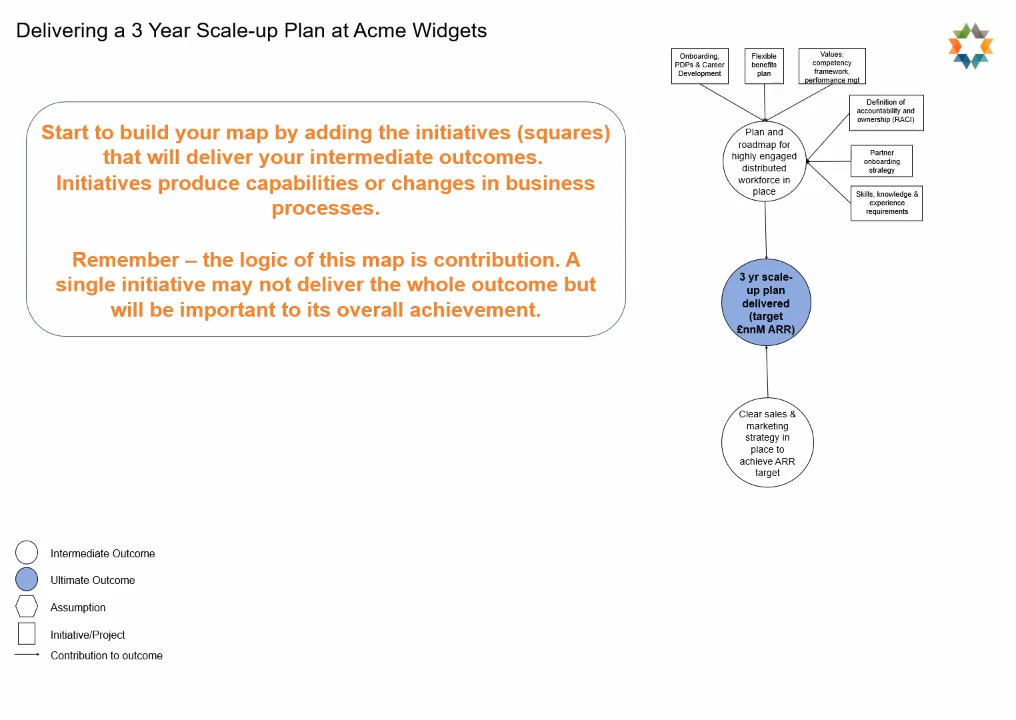 Delivering a 3 Year Scale-up Plan at Acme Widgets
Onboarding,
PDPs & Career
Development
Flexible
benefits
plan
Values,
competency
framework,
performance mgt
Definition of
accountability and
ownership (RACI)
Partner
onboarding
strategy
Skills, knowledge &
experience
requirements
Plan and
roadmap for
highly engaged
distributed
workforce in
place
Start to build your map by adding the initiatives (squares)
that will deliver your intermediate outcomes.
Initiatives produce capabilities or changes in business
processes.
Remember – the logic of this map is contribution. A
single initiative may not deliver the whole outcome but
will be important to its overall achievement.
3 yr scale-
up plan
delivered
(target
£nnM ARR)
Clear sales &
marketing
strategy in
place to
achieve ARR
target
Intermediate Outcome
Ultimate Outcome
Assumption
Initiative/Project
Contribution to outcome